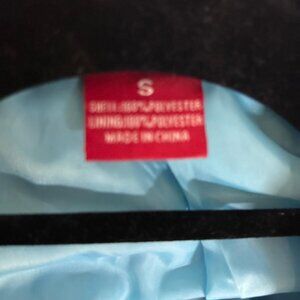 S
SHELL:100%POLYESTER
LINING:100%POLYESTER
MADE IN CHINA